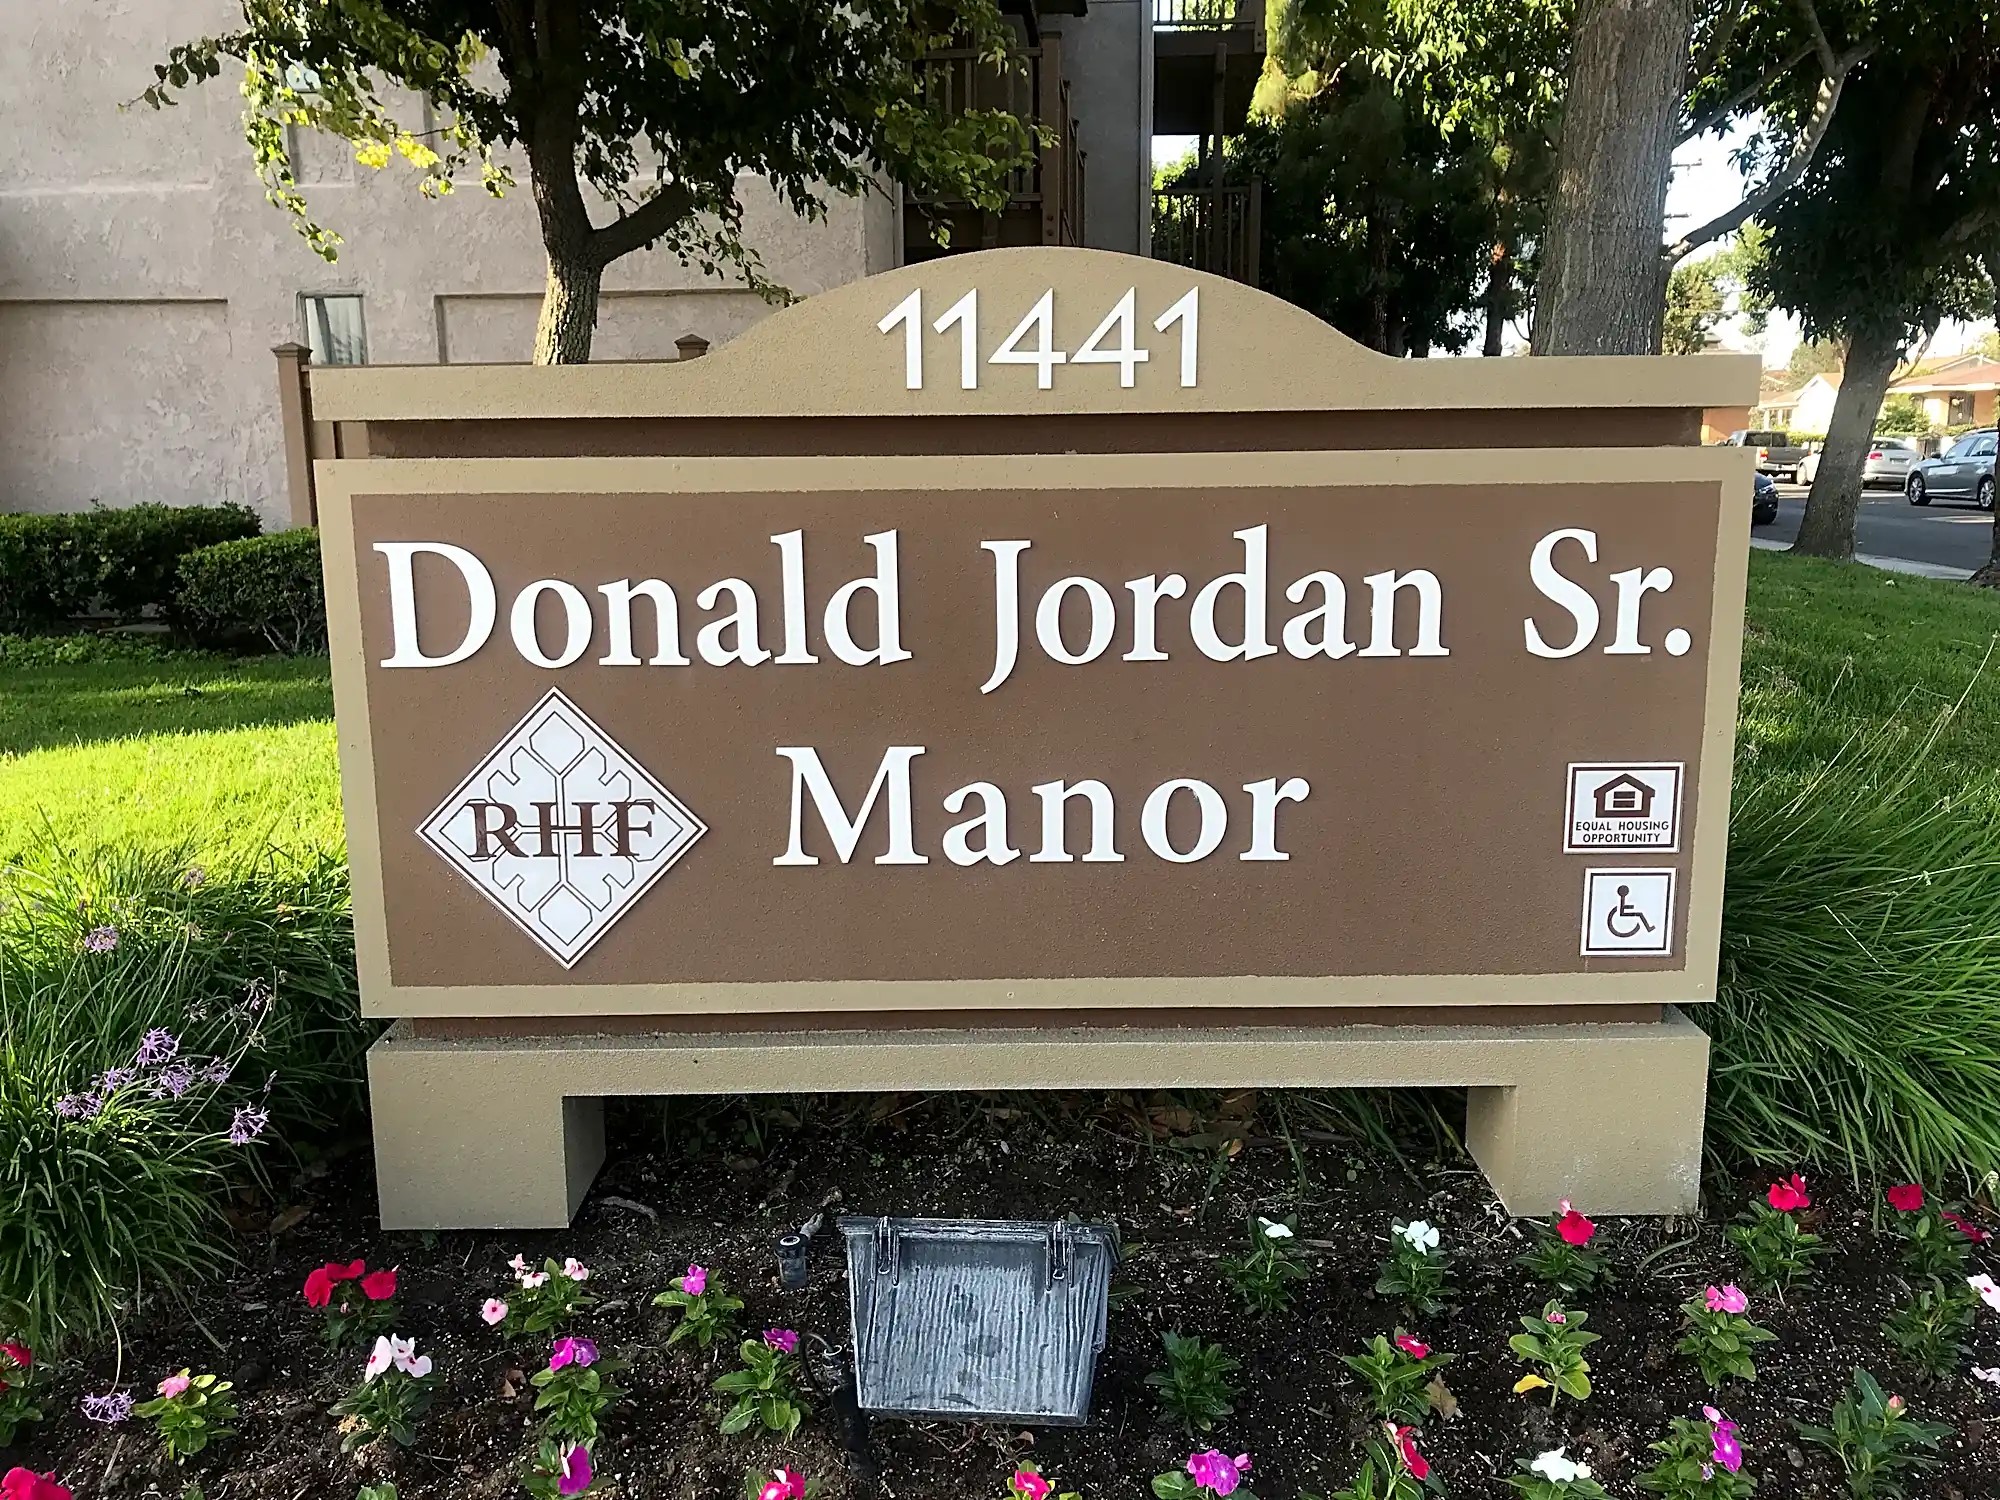 11441
Donald Jordan Sr.
Manor
RHF
EQUAL HOUSING
OPPORTUNITY